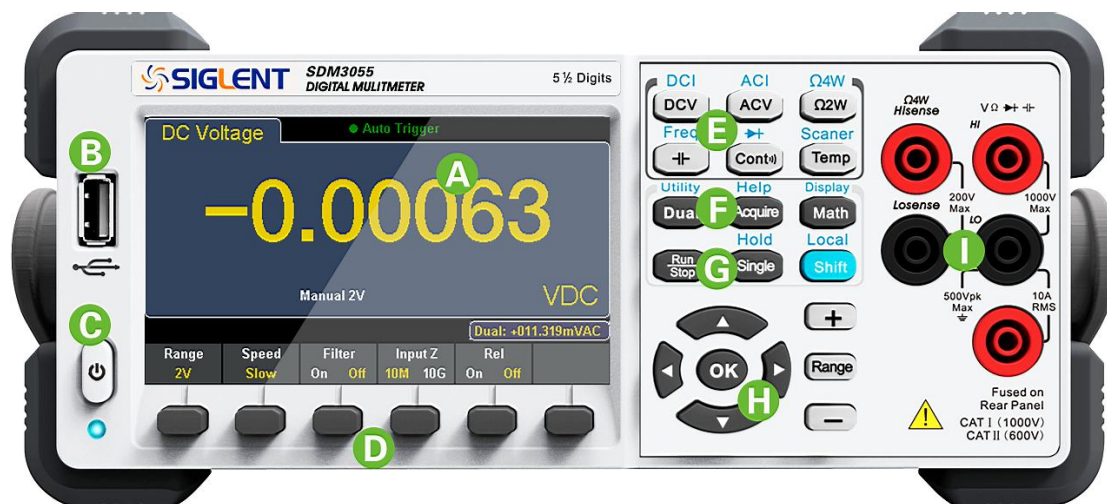 SIGLENT
SDM3055
DIGITAL MULITMETER
5 ½ Digits
DC Voltage
Auto Trigger
A
-0.00063
Manual 2V
VDC
Dual: +011.319mVAC
Range Speed Filter Input Z Rel
2V Slow On Off 10M 10G On Off
B
C
D
DCI ACI Ω4W
DCV ACV Ω2W
E
Freq Scaner
Cont Temp
Utility Help Display
Dual F Acquire Math
Hold Local
Run
Stop
G
Single Shift
+
OK
Range
H
-
Ω4W
Hisense
V Ω
HI
200V
Max
1000V
Max
Losense LO
I
500Vpk
Max
10A
RMS
Fused on
Rear Panel
CAT I (1000V)
CAT II (600V)